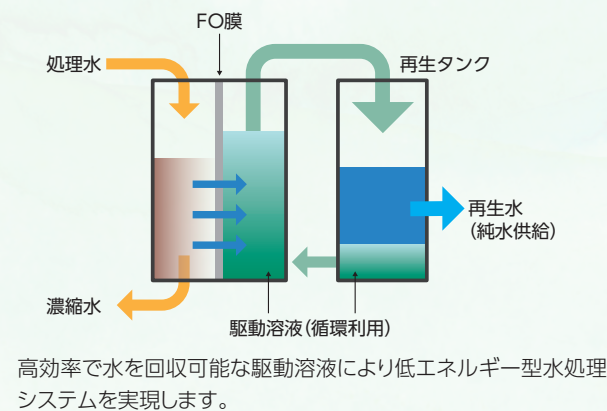 FO膜
処理水
再生タンク
再生水
(純水供給)
濃縮水
駆動溶液(循環利用)
高効率で水を回収可能な駆動溶液により低エネルギー型水処理
システムを実現します。